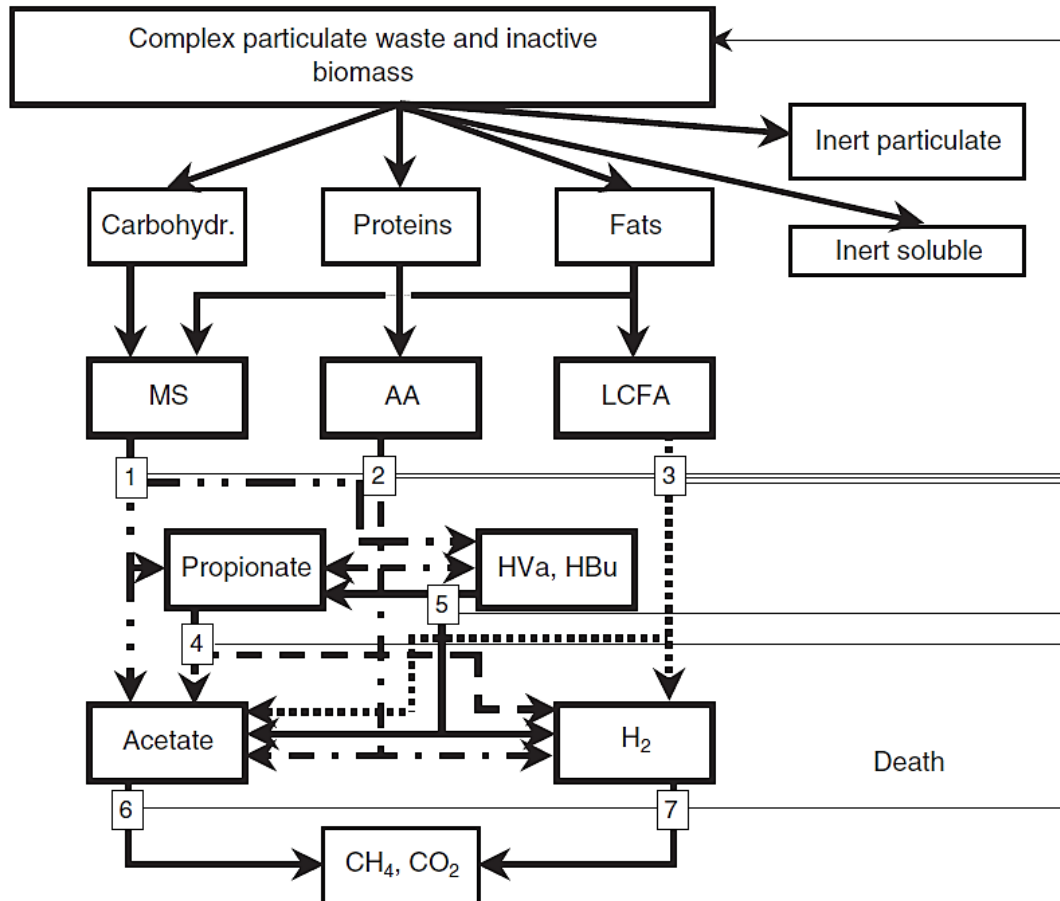 Complex particulate waste and inactive
biomass
Inert particulate
Carbohydr.
Proteins
Fats
Inert soluble
MS
AA
LCFA
1
2
3
Propionate
HVa, HBu
5
4
Acetate
H₂
Death
6
7
CH₄, CO₂